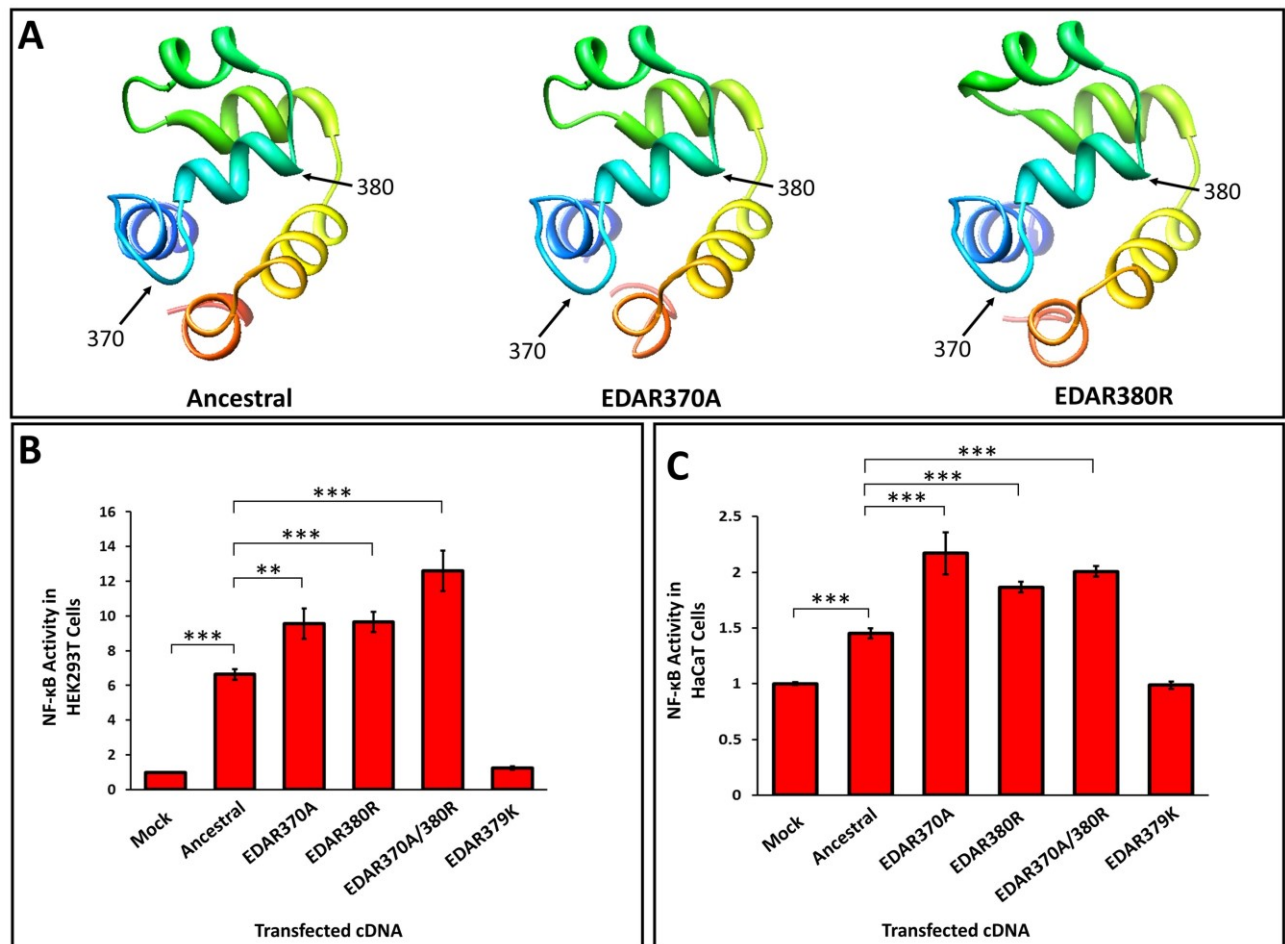 A
380
370
Ancestral
380
370
EDAR370A
380
370
EDAR380R
B
NF-κB Activity in
HEK293T Cells
16
14
12
10
8
6
4
2
0
***
**
***
***
Mock
Ancestral
EDAR370A
EDAR380R
EDAR370A/380R
EDAR379K
Transfected cDNA
C
NF-κB Activity in
HaCaT Cells
2.5
2
1.5
1
0.5
0
***
***
***
***
Mock
Ancestral
EDAR370A
EDAR380R
EDAR370A/380R
EDAR379K
Transfected cDNA